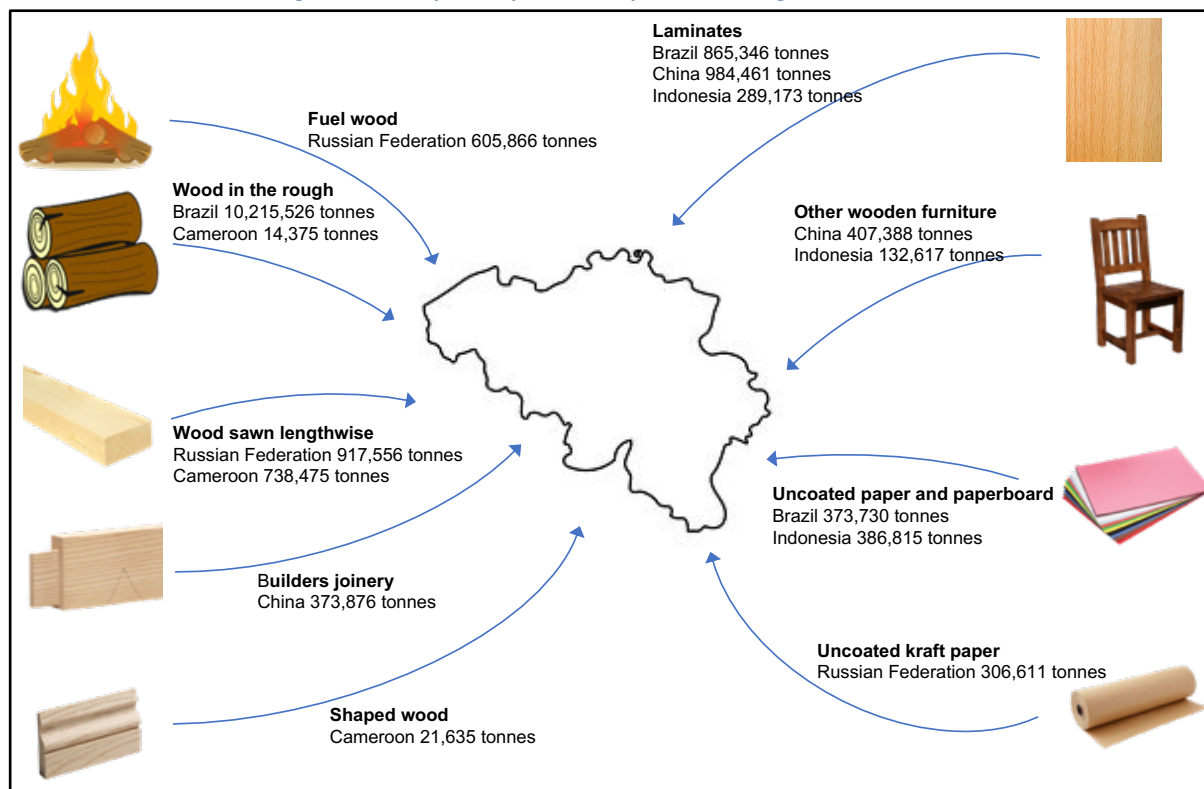 Laminates
Brazil 865,346 tonnes
China 984,461 tonnes
Indonesia 289,173 tonnes
Fuel wood
Russian Federation 605,866 tonnes
Wood in the rough
Brazil 10,215,526 tonnes
Cameroon 14,375 tonnes
Other wooden furniture
China 407,388 tonnes
Indonesia 132,617 tonnes
Wood sawn lengthwise
Russian Federation 917,556 tonnes
Cameroon 738,475 tonnes
Uncoated paper and paperboard
Brazil 373,730 tonnes
Indonesia 386,815 tonnes
Builders joinery
China 373,876 tonnes
Uncoated kraft paper
Russian Federation 306,611 tonnes
Shaped wood
Cameroon 21,635 tonnes